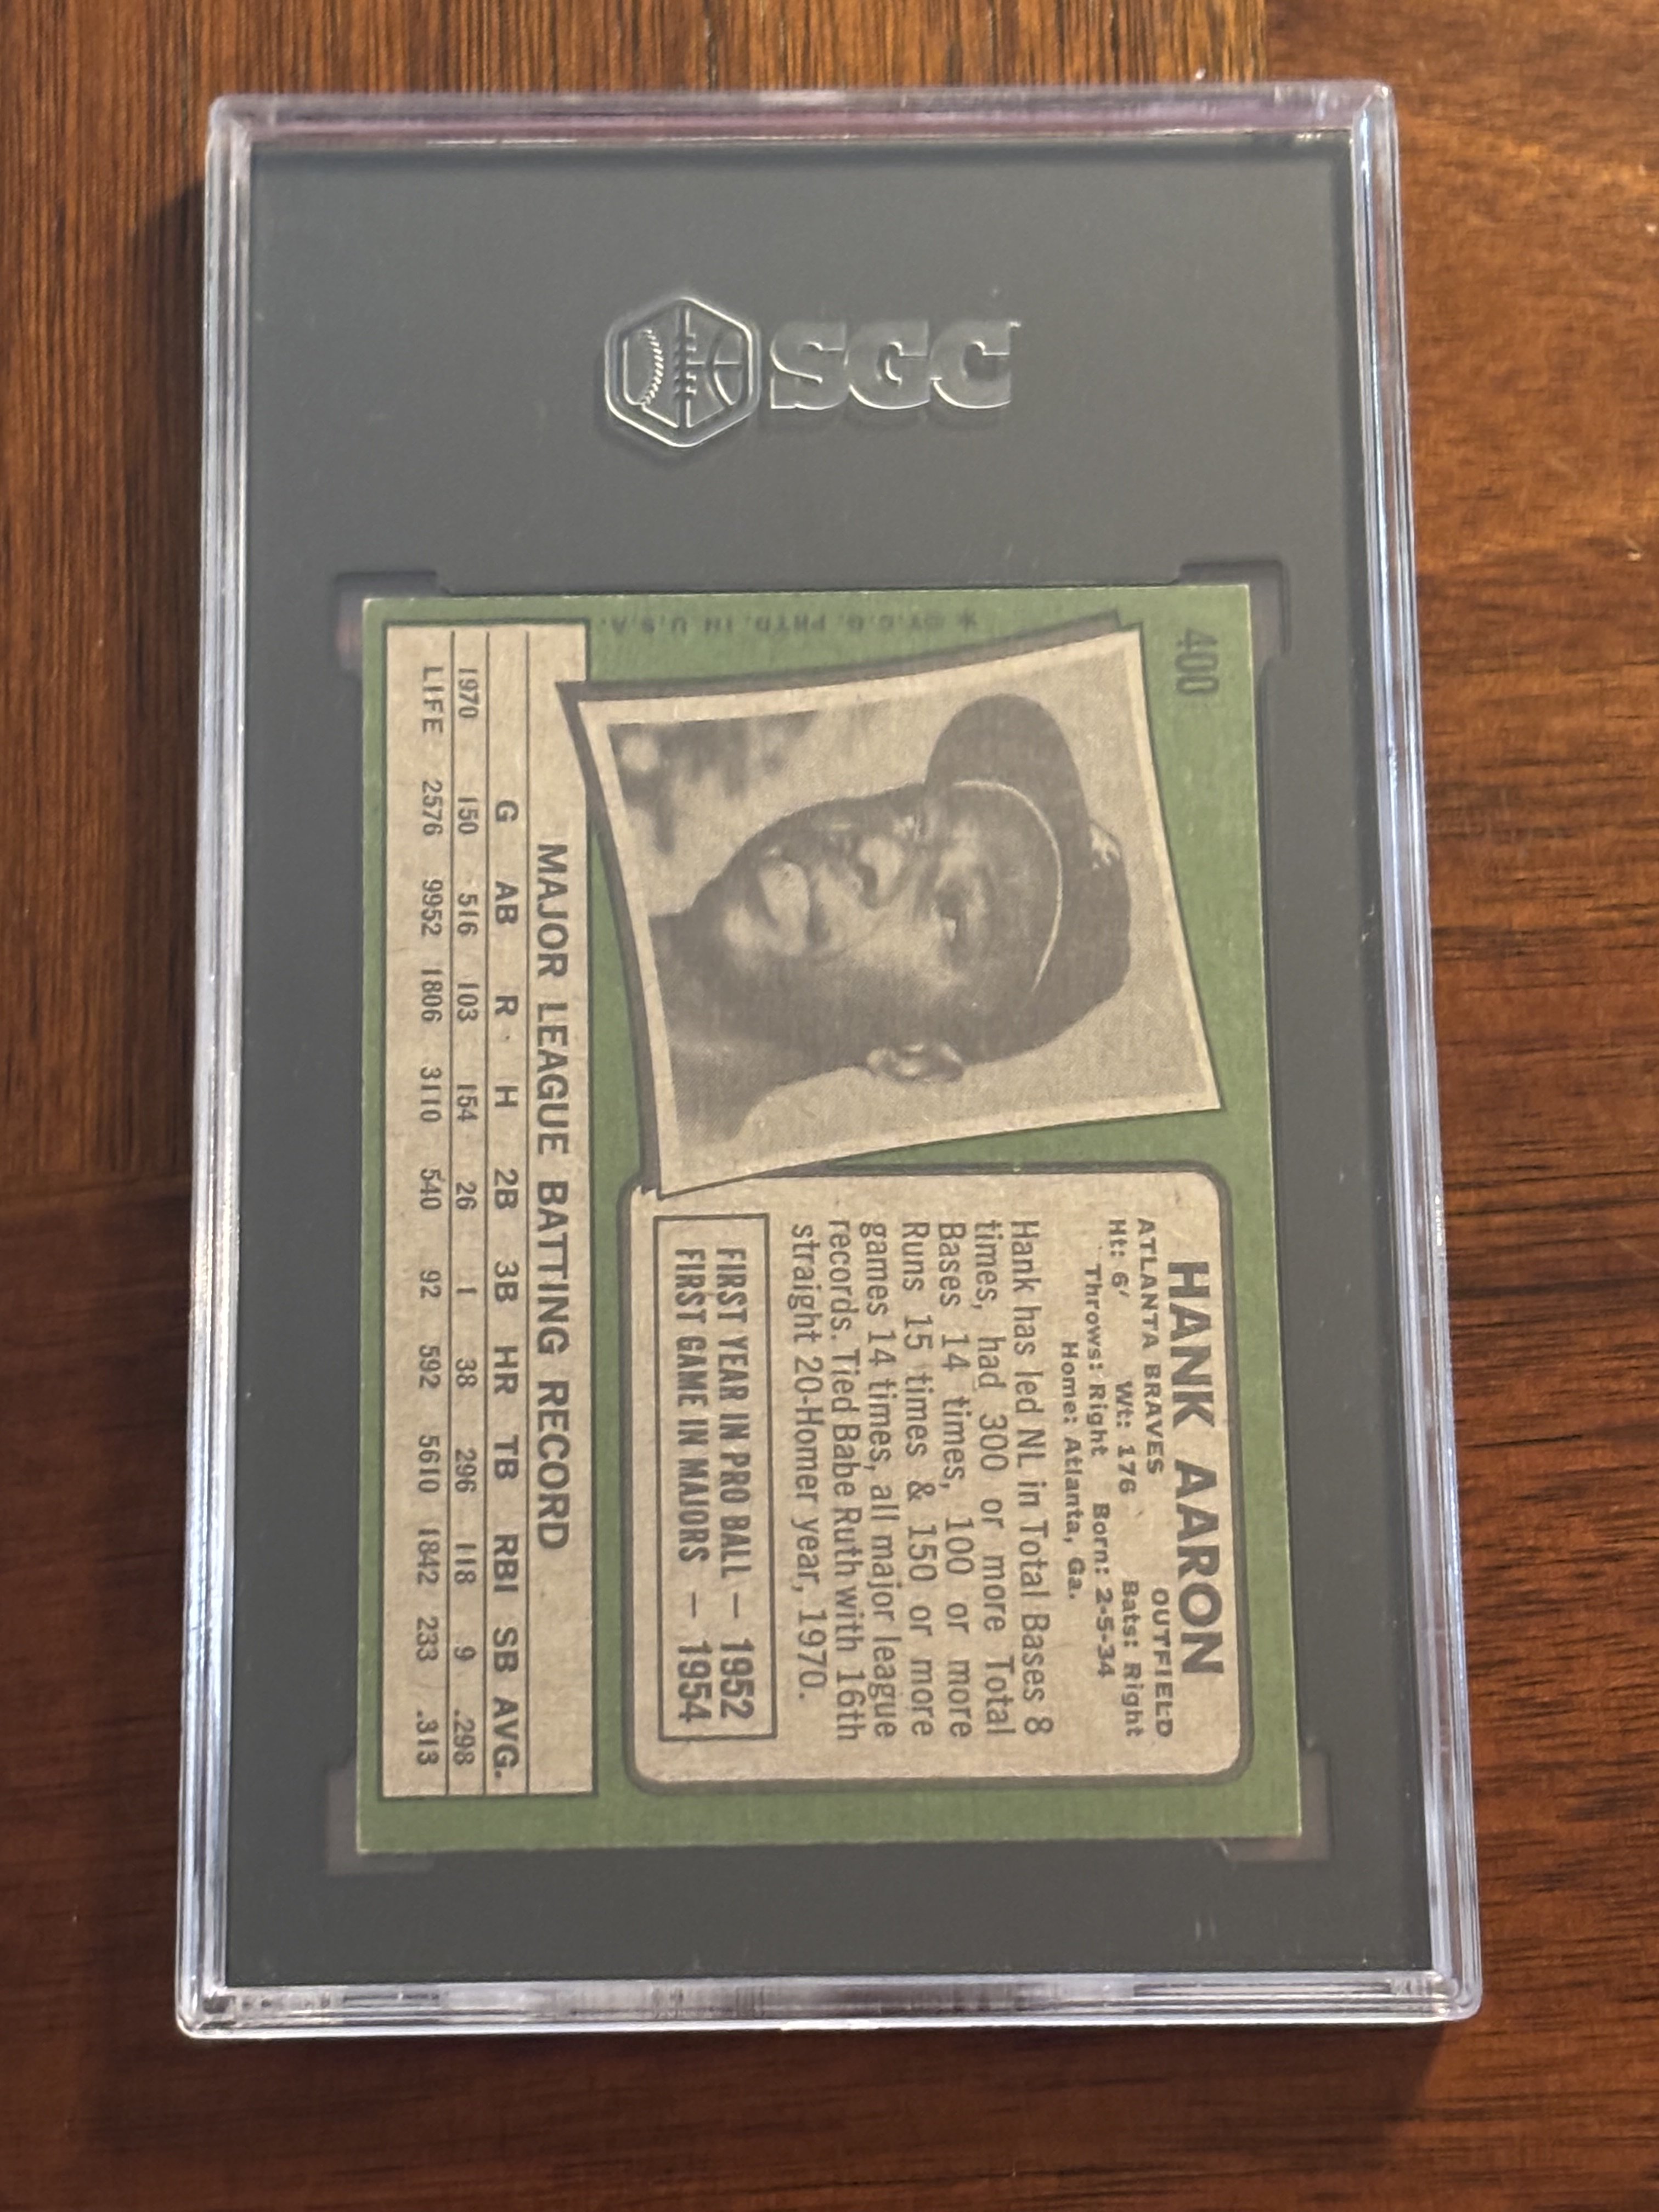 SGC
400
HANK AARON
ATLANTA BRAVES OUTFIELD
Ht: 6' Wt: 176 Bats: Right
Throws: Right Born: 2-5-34
Home: Atlanta, Ga.
Hank has led NL in Total Bases 8
times, had 300 or more Total
Bases 14 times, 100 or more
Runs 15 times & 150 or more
games 14 times, all major league
records. Tied Babe Ruth with 16th
straight 20-Homer year, 1970.
FIRST YEAR IN PRO BALL — 1952
FIRST GAME IN MAJORS — 1954
* ©T.C.G. PRTD. IN U.S.A.
MAJOR LEAGUE BATTING RECORD
G AB R H 2B 3B HR TB RBI SB AVG.
1970 150 516 103 154 26 1 38 296 118 9 .298
LIFE 2576 9952 1806 3110 540 92 592 5610 1842 233 .313